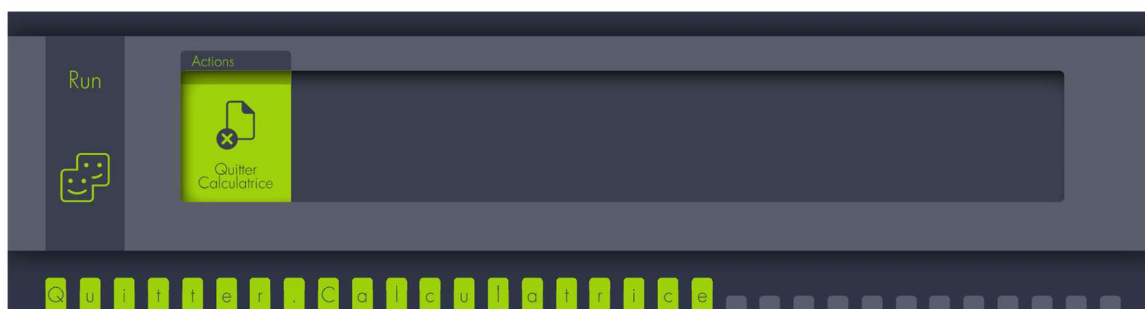 Actions
Run
Quitter
Calculatrice
Quitter.Calculatrice